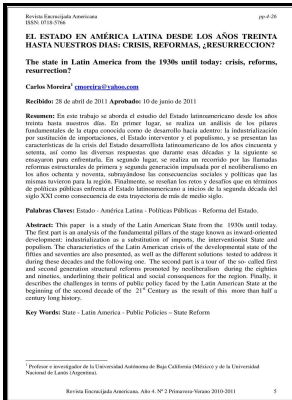 Revista Encrucijada Americana pp.4-26
ISSN: 0718-5766
EL ESTADO EN AMÉRICA LATINA DESDE LOS AÑOS TREINTA
HASTA NUESTROS DIAS: CRISIS, REFORMAS, ¿RESURRECCION?
The state in Latin America from the 1930s until today: crisis, reforms,
resurrection?
Carlos Moreira¹ cmoreira@yahoo.com
Recibido: 28 de abril de 2011 Aprobado: 10 de junio de 2011
Resumen: En este trabajo se aborda el estudio del Estado latinoamericano desde los años
treinta hasta nuestros días. En primer lugar, se realiza un análisis de los pilares
fundamentales de la etapa conocida como de desarrollo hacia adentro: la industrialización
por sustitución de importaciones, el Estado interventor y el populismo, y se presentan las
características de la crisis del Estado desarrollista latinoamericano de los años cincuenta y
setenta, así como las diversas respuestas que durante esas décadas y la siguiente se
ensayaron para enfrentarla. En segundo lugar, se realiza un recorrido por las llamadas
reformas estructurales de primera y segunda generación impulsada por el neoliberalismo en
los años ochenta y noventa, subrayándose las consecuencias sociales y políticas que las
mismas tuvieron para la región. Finalmente, se reseñan los retos y desafíos que en términos
de políticas públicas enfrenta el Estado latinoamericano a inicios de la segunda década del
siglo XXI como consecuencia de esta trayectoria de más de medio siglo.
Palabras Claves: Estado - América Latina - Políticas Públicas - Reforma del Estado.
Abstract: This paper is a study of the Latin American State from the 1930s until today.
The first part is an analysis of the fundamental pillars of the stage known as inward-oriented
development: industrialization as a substitution of imports, the interventionist State and
populism. The characteristics of the Latin American crisis of the developmental state of the
fifties and seventies are also presented, as well as the different solutions tested to address it
during these decades and the following one. The second part is a tour of the so- called first
and second generation structural reforms promoted by neoliberalism during the eighties
and nineties, underlining their political and social consequences for the region. Finally, it
describes the challenges in terms of public policy faced by the Latin American State at the
beginning of the second decade of the 21st Century as the result of this more than half a
century long history.
Key Words: State - Latin America - Public Policies – State Reform
¹ Profesor e investigador de la Universidad Autónoma de Baja California (México) y de la Universidad
Nacional de Lanús (Argentina).
Revista Encrucijada Americana. Año 4. Nº 2 Primavera-Verano 2010-2011 5